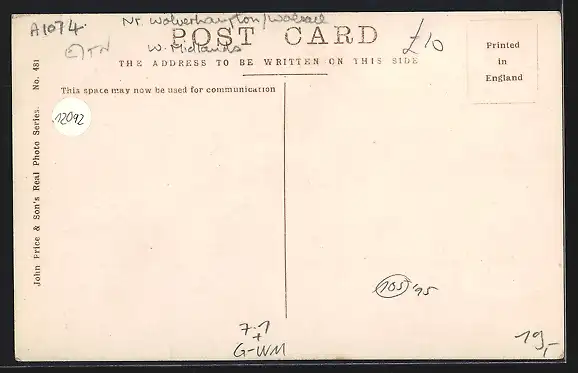 A1074.
Nr. Wolverhampton/Walsall
W. Midlands
POST CARD
£10
THE ADDRESS TO BE WRITTEN ON THIS SIDE
Printed
in
England
This space may now be used for communication
12092
John Price & Son's Real Photo Series. No. 481
105 '95
7.1
+
G-WM
19,-